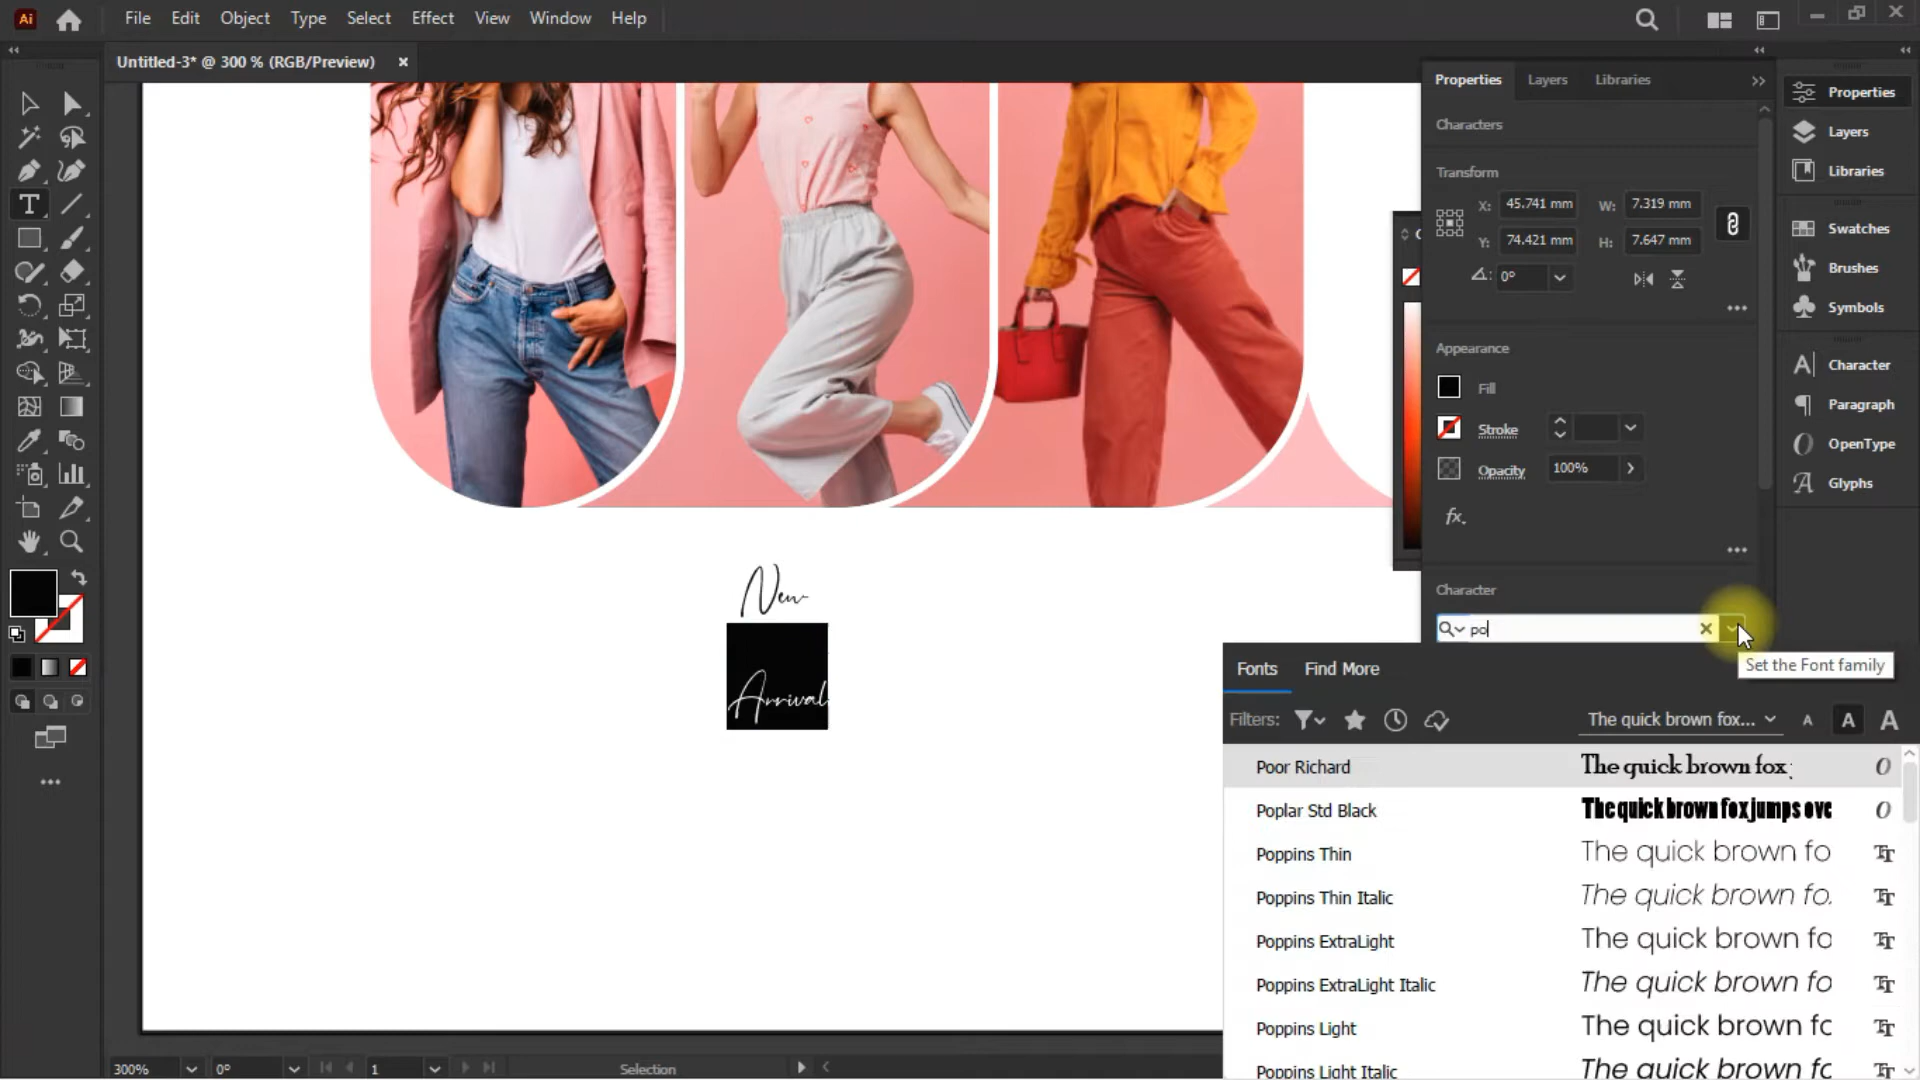 Ai File Edit Object Type Select Effect View Window Help
Untitled-3* @ 300 % (RGB/Preview) ×
Properties Layers Libraries
Characters
Transform
X: 45.741 mm W: 7.319 mm
Y: 74.421 mm H: 7.647 mm
0°
Appearance
Fill
Stroke
Opacity 100%
fx.
Character
po
Set the Font family
Fonts Find More
Filters: The quick brown fox... A A A
Poor Richard The quick brown fox
Poplar Std Black The quick brown fox jumps ove
Poppins Thin The quick brown fo
Poppins Thin Italic The quick brown fo.
Poppins ExtraLight The quick brown fo
Poppins ExtraLight Italic The quick brown fo
Poppins Light The quick brown fc
Poppins Light Italic The quick brown fc
Properties
Layers
Libraries
Swatches
Brushes
Symbols
Character
Paragraph
OpenType
Glyphs
New
Arrival
300% 0° 1 Selection